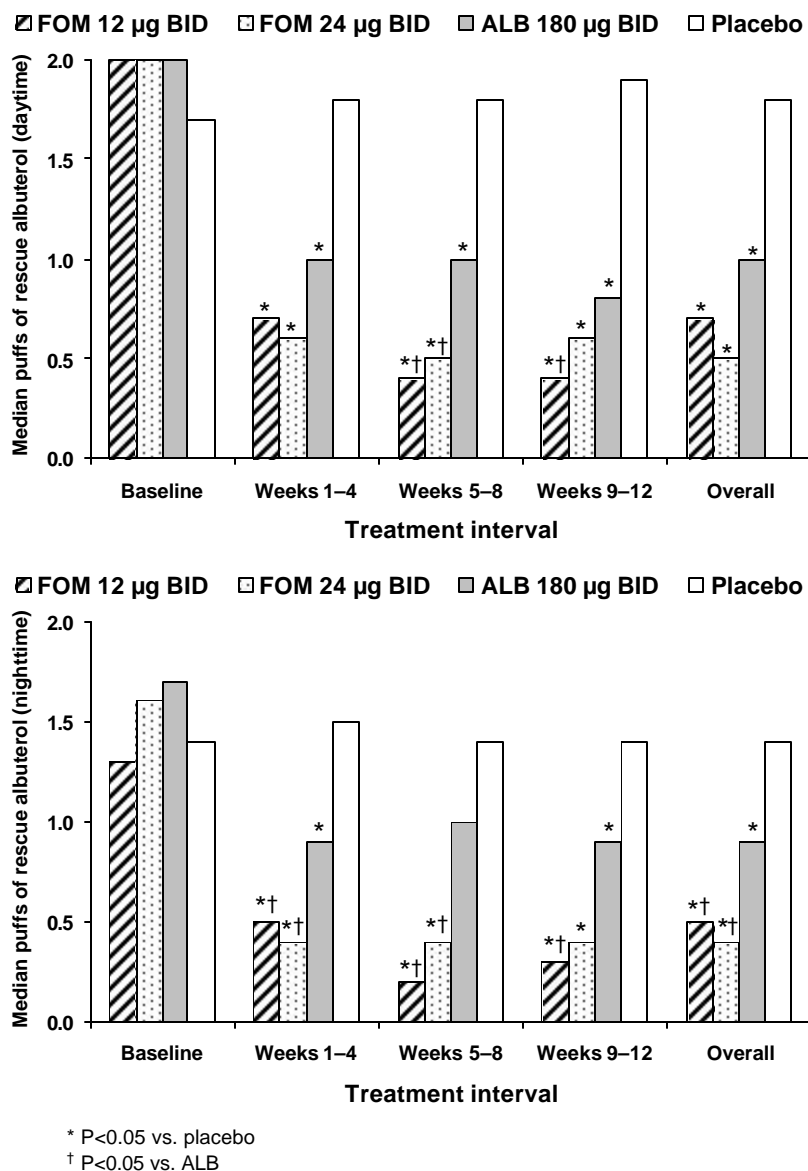 FOM 12 µg BID FOM 24 µg BID ALB 180 µg BID Placebo
Median puffs of rescue albuterol (daytime)
2.0
1.5
1.0
0.5
0.0
* * *
*† *† *
*† * *
* * *
Baseline Weeks 1–4 Weeks 5–8 Weeks 9–12 Overall
Treatment interval
FOM 12 µg BID FOM 24 µg BID ALB 180 µg BID Placebo
Median puffs of rescue albuterol (nighttime)
2.0
1.5
1.0
0.5
0.0
*† *† *
*† *†
*† * *
*† *† *
Baseline Weeks 1–4 Weeks 5–8 Weeks 9–12 Overall
Treatment interval
* P<0.05 vs. placebo
† P<0.05 vs. ALB